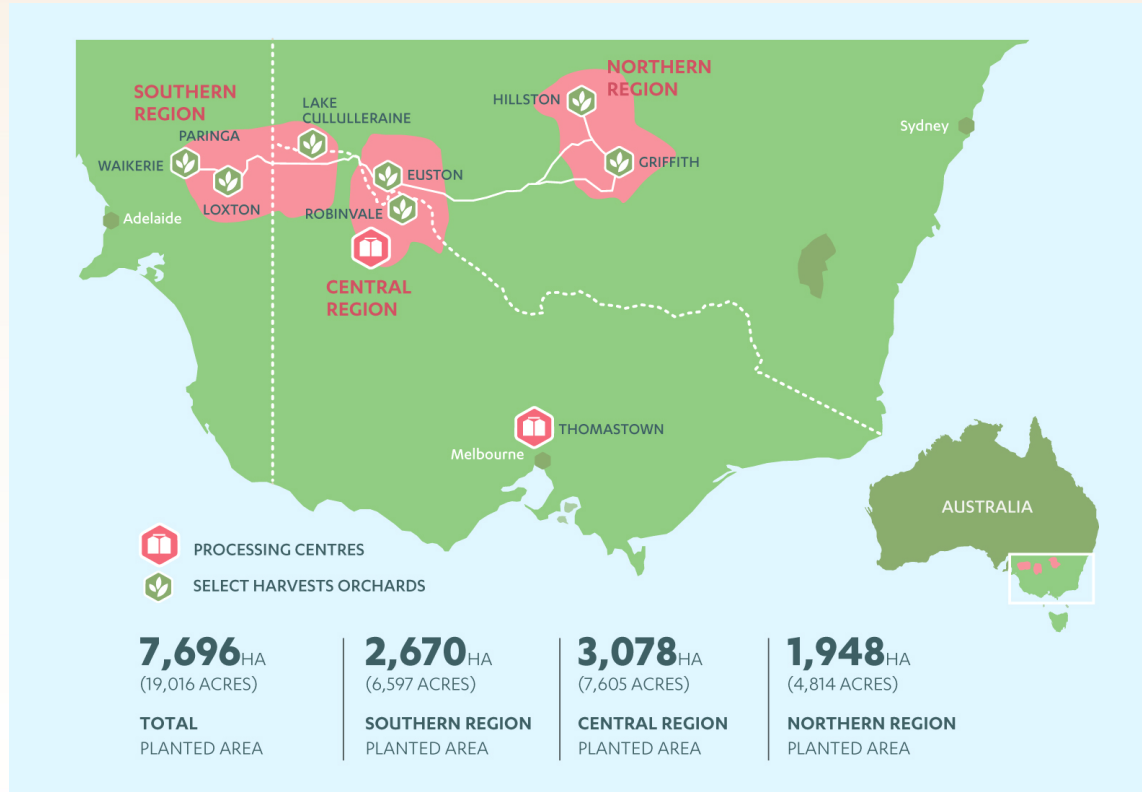 NORTHERN
REGION
SOUTHERN
REGION
HILLSTON
LAKE
CULLULLERAINE
PARINGA
Sydney
WAIKERIE
GRIFFITH
EUSTON
LOXTON
ROBINVALE
Adelaide
CENTRAL
REGION
THOMASTOWN
Melbourne
AUSTRALIA
PROCESSING CENTRES
SELECT HARVESTS ORCHARDS
7,696HA
(19,016 ACRES)
TOTAL
PLANTED AREA
2,670HA
(6,597 ACRES)
SOUTHERN REGION
PLANTED AREA
3,078HA
(7,605 ACRES)
CENTRAL REGION
PLANTED AREA
1,948HA
(4,814 ACRES)
NORTHERN REGION
PLANTED AREA